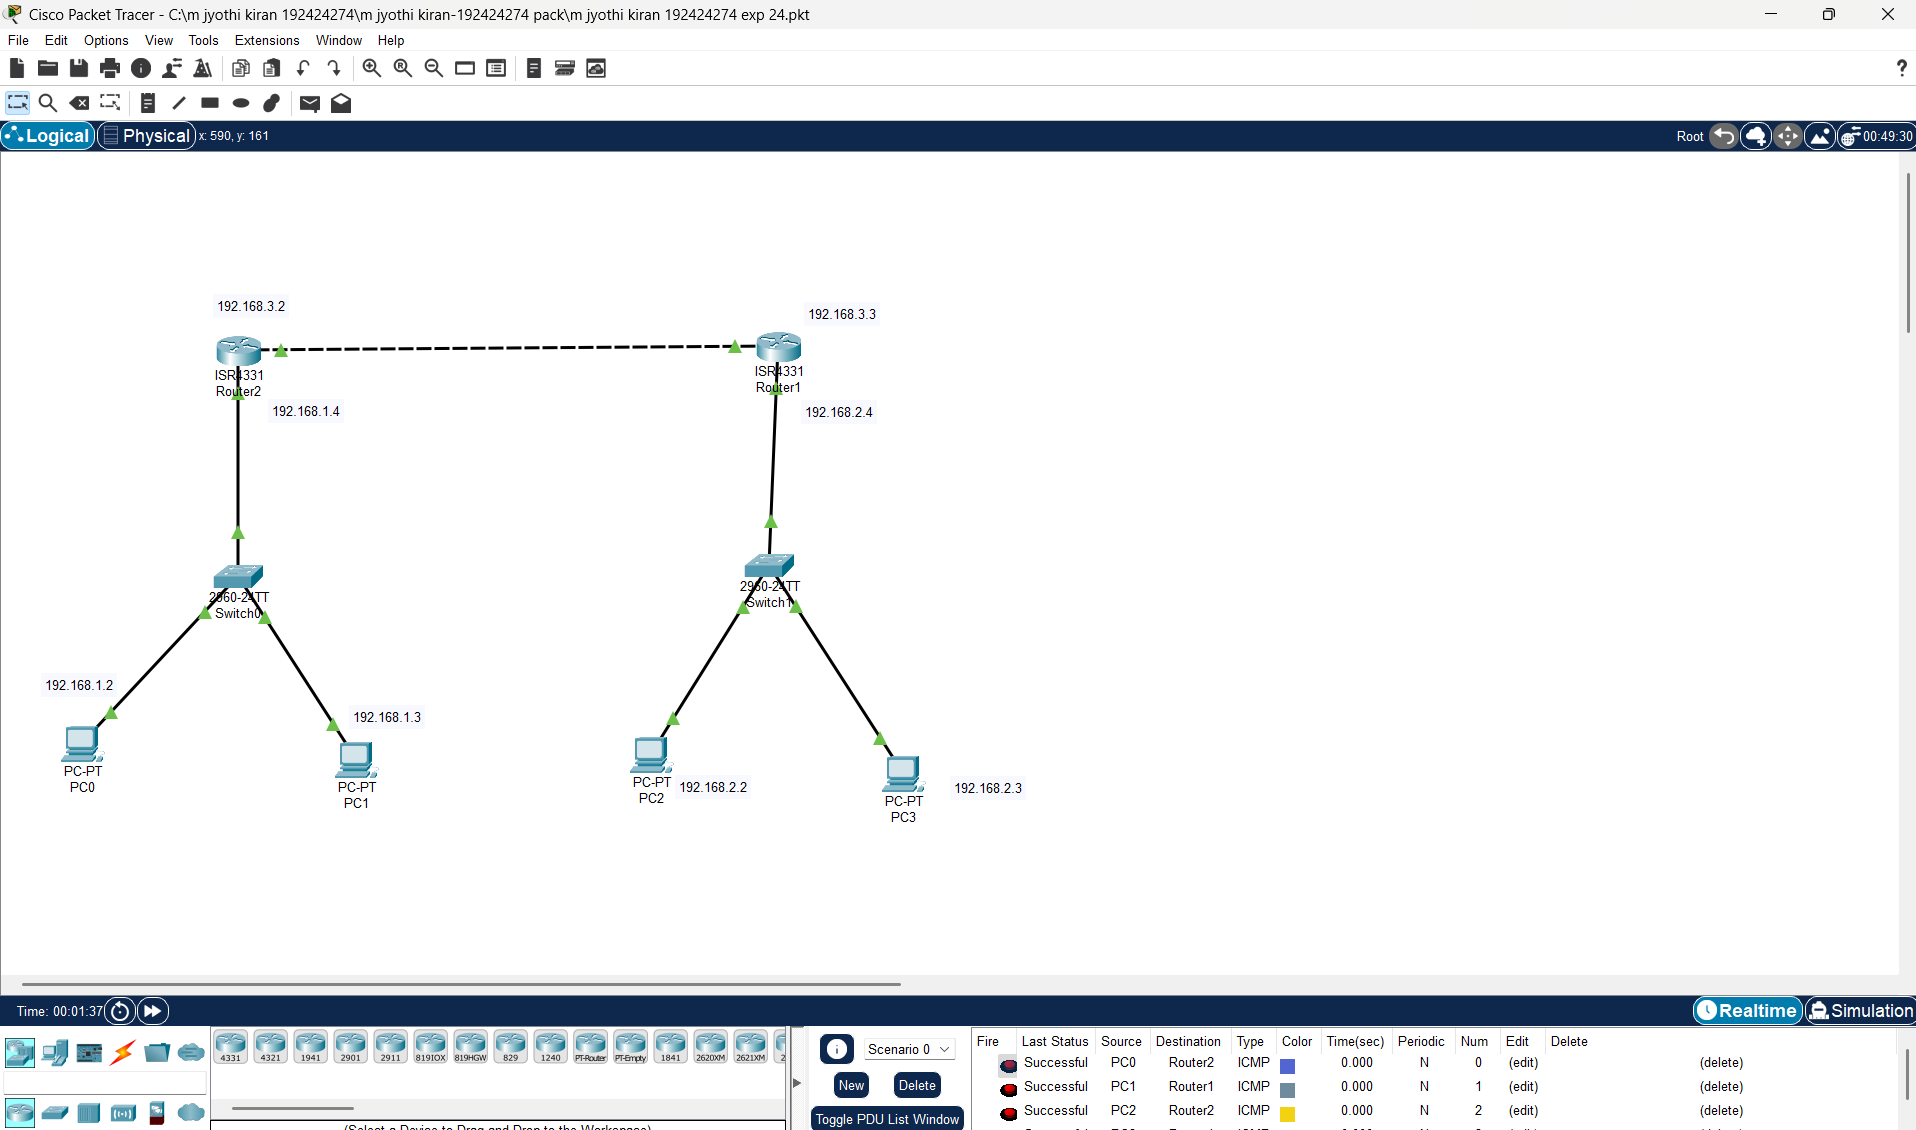 Cisco Packet Tracer - C:\m jyothi kiran 192424274\m jyothi kiran-192424274 pack\m jyothi kiran 192424274 exp 24.pkt
File Edit Options View Tools Extensions Window Help
?
Logical Physical x: 590, y: 161 Root 00:49:30
192.168.3.2
192.168.3.3
ISR4331
Router2
ISR4331
Router1
192.168.1.4
192.168.2.4
2960-24TT
Switch0
2960-24TT
Switch1
192.168.1.2
192.168.1.3
PC-PT
PC0
PC-PT
PC1
PC-PT
PC2
192.168.2.2
PC-PT
PC3
192.168.2.3
Time: 00:01:37 Realtime Simulation
4331 4321 1941 2901 2911 819IOX 819HGW 829 1240 PT-Router PT-Empty 1841 2620XM 2621XM 2
(Select a Device to Drag and Drop to the Workspace)
Scenario 0
New Delete
Toggle PDU List Window
Fire Last Status Source Destination Type Color Time(sec) Periodic Num Edit Delete
Successful PC0 Router2 ICMP 0.000 N 0 (edit) (delete)
Successful PC1 Router1 ICMP 0.000 N 1 (edit) (delete)
Successful PC2 Router2 ICMP 0.000 N 2 (edit) (delete)